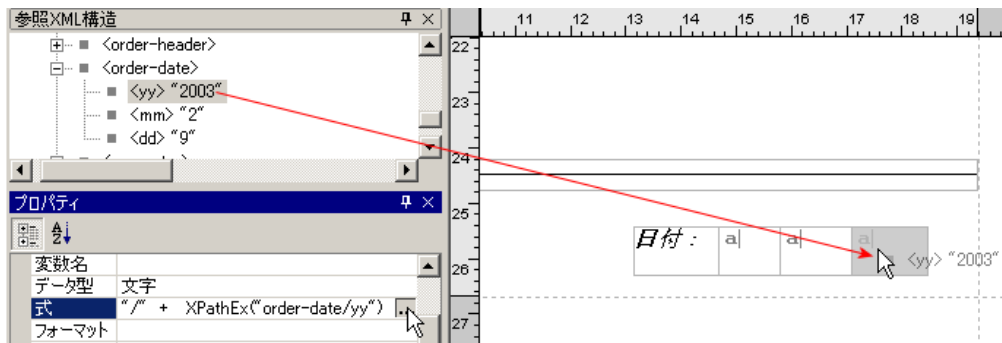 参照XML構造
<order-header>
<order-date>
<yy> "2003"
<mm> "2"
<dd> "9"
プロパティ
変数名
データ型 文字
式 "/" + XPathEx("order-date/yy") ...
フォーマット
11 12 13 14 15 16 17 18 19
22
23
24
25
26
27
日付: a a a
<yy> "2003"